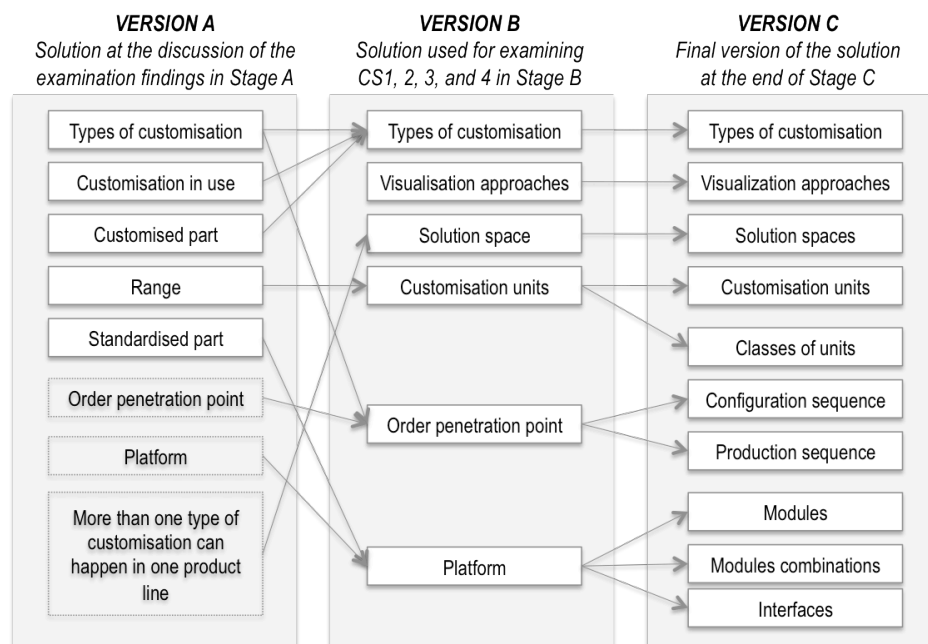 VERSION A
Solution at the discussion of the
examination findings in Stage A
Types of customisation
Customisation in use
Customised part
Range
Standardised part
Order penetration point
Platform
More than one type of
customisation can
happen in one product
line
VERSION B
Solution used for examining
CS1, 2, 3, and 4 in Stage B
Types of customisation
Visualisation approaches
Solution space
Customisation units
Order penetration point
Platform
VERSION C
Final version of the solution
at the end of Stage C
Types of customisation
Visualization approaches
Solution spaces
Customisation units
Classes of units
Configuration sequence
Production sequence
Modules
Modules combinations
Interfaces